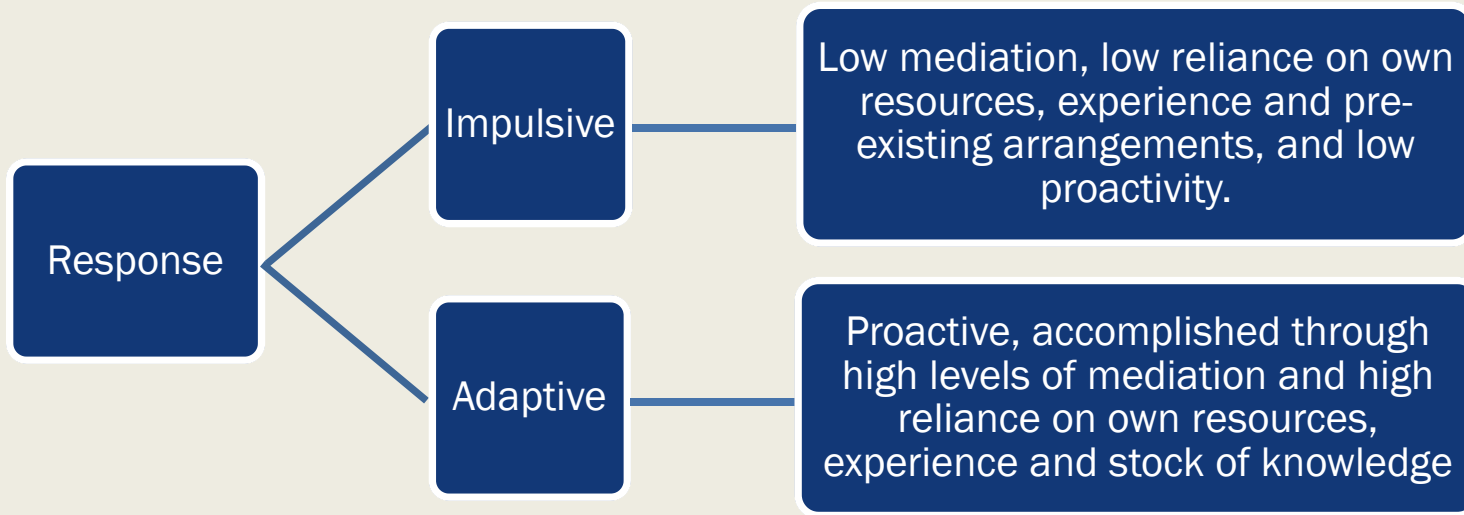 Response
Impulsive
Low mediation, low reliance on own
resources, experience and pre-
existing arrangements, and low
proactivity.
Adaptive
Proactive, accomplished through
high levels of mediation and high
reliance on own resources,
experience and stock of knowledge